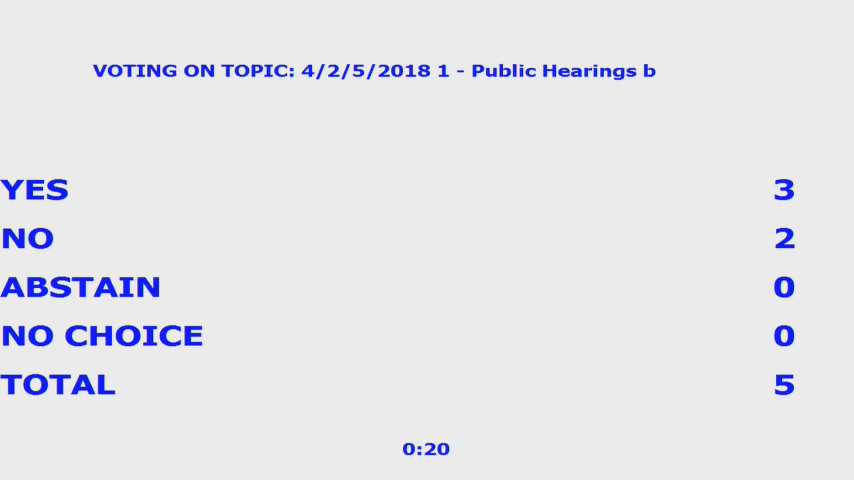 VOTING ON TOPIC: 4/2/5/2018 1 - Public Hearings b
YES 3
NO 2
ABSTAIN 0
NO CHOICE 0
TOTAL 5
0:20